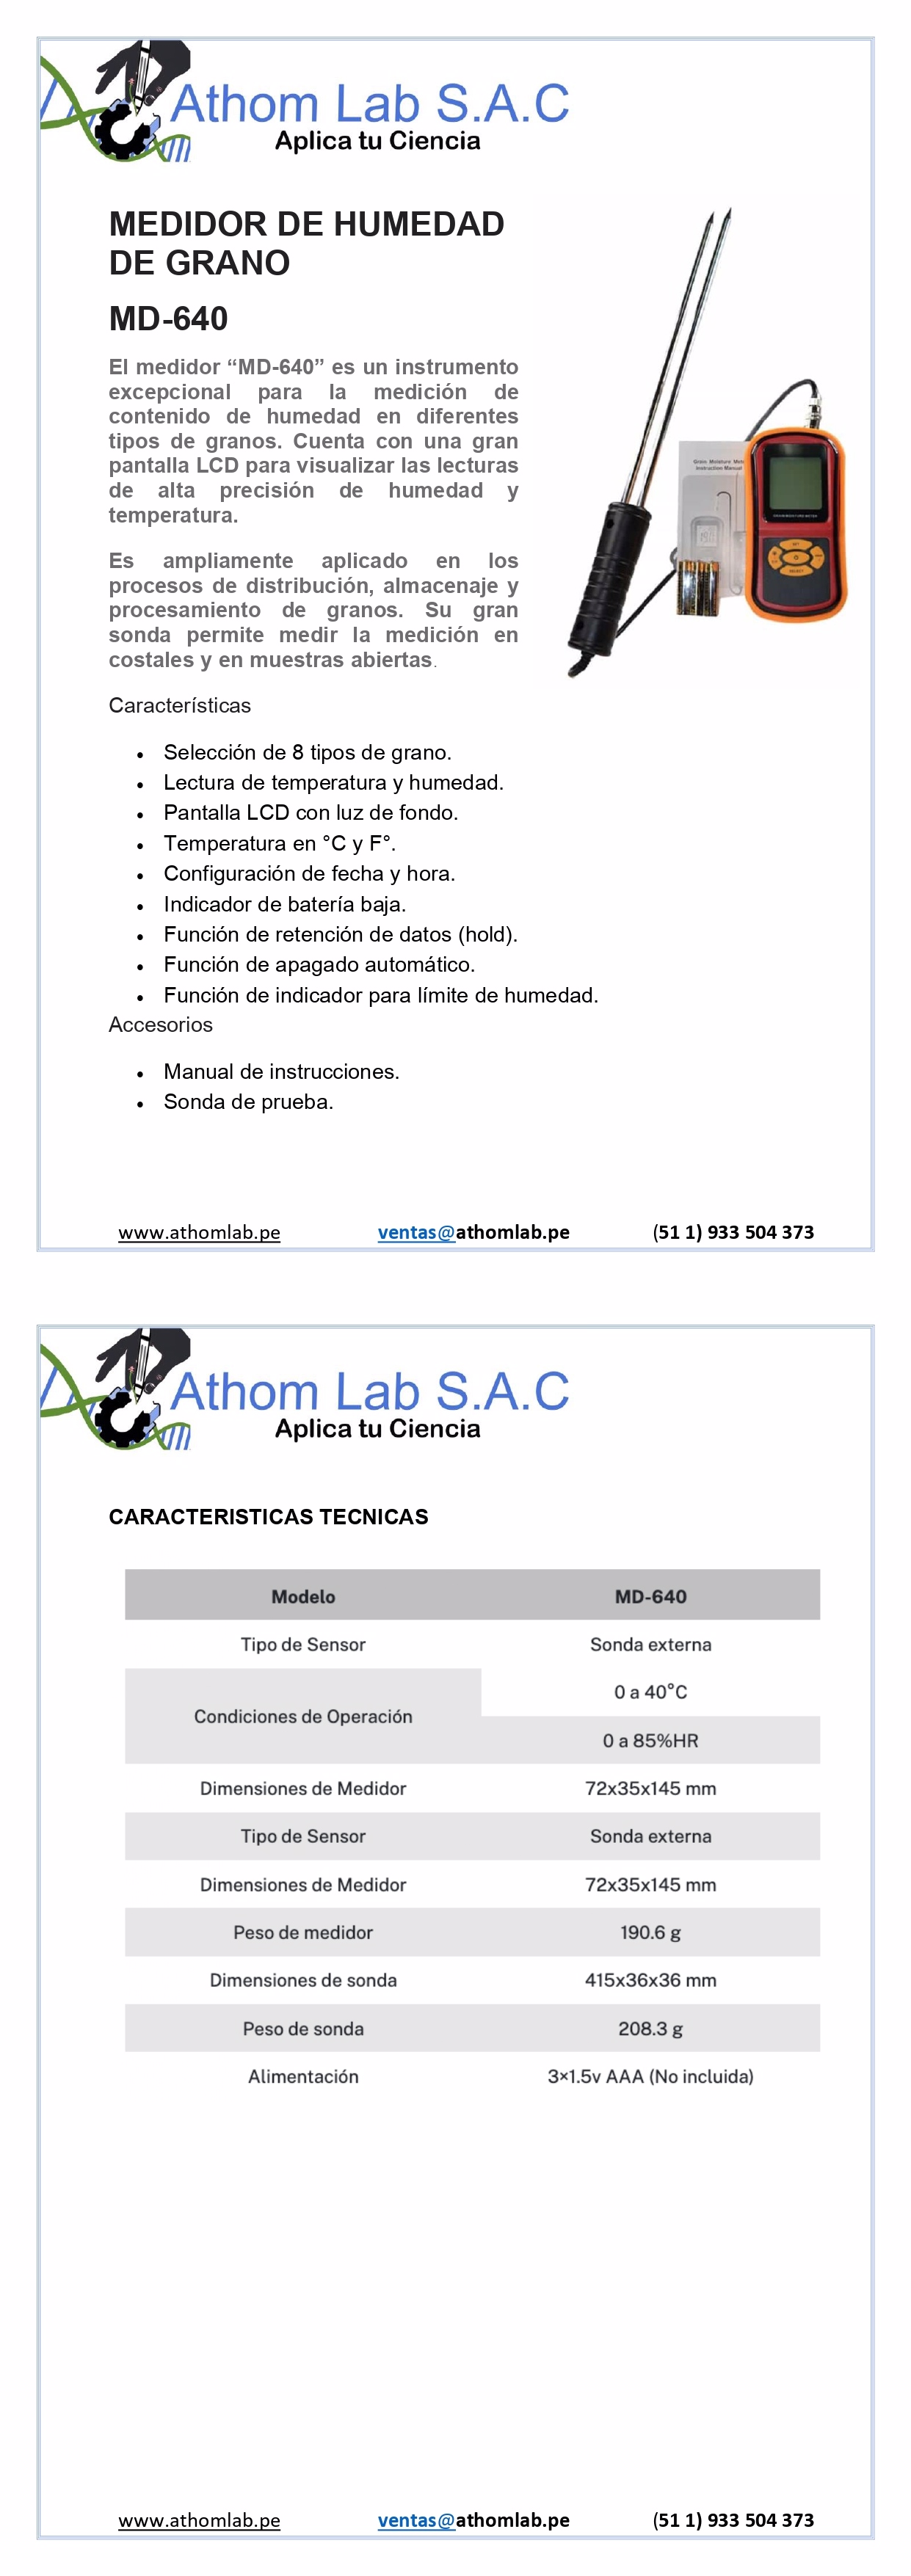 Athom Lab S.A.C
Aplica tu Ciencia
MEDIDOR DE HUMEDAD
DE GRANO
MD-640
El medidor “MD-640” es un instrumento
excepcional para la medición de
contenido de humedad en diferentes
tipos de granos. Cuenta con una gran
pantalla LCD para visualizar las lecturas
de alta precisión de humedad y
temperatura.
Es ampliamente aplicado en los
procesos de distribución, almacenaje y
procesamiento de granos. Su gran
sonda permite medir la medición en
costales y en muestras abiertas.
Grain Moisture Mete
Instruction Manual
GRAIN MOISTURE METER
SET
SELECT
Características
• Selección de 8 tipos de grano.
• Lectura de temperatura y humedad.
• Pantalla LCD con luz de fondo.
• Temperatura en °C y F°.
• Configuración de fecha y hora.
• Indicador de batería baja.
• Función de retención de datos (hold).
• Función de apagado automático.
• Función de indicador para límite de humedad.
Accesorios
• Manual de instrucciones.
• Sonda de prueba.
www.athomlab.pe ventas@athomlab.pe (51 1) 933 504 373
Athom Lab S.A.C
Aplica tu Ciencia
CARACTERISTICAS TECNICAS
Modelo MD-640
Tipo de Sensor Sonda externa
Condiciones de Operación 0 a 40°C
0 a 85%HR
Dimensiones de Medidor 72x35x145 mm
Tipo de Sensor Sonda externa
Dimensiones de Medidor 72x35x145 mm
Peso de medidor 190.6 g
Dimensiones de sonda 415x36x36 mm
Peso de sonda 208.3 g
Alimentación 3×1.5v AAA (No incluida)
www.athomlab.pe ventas@athomlab.pe (51 1) 933 504 373